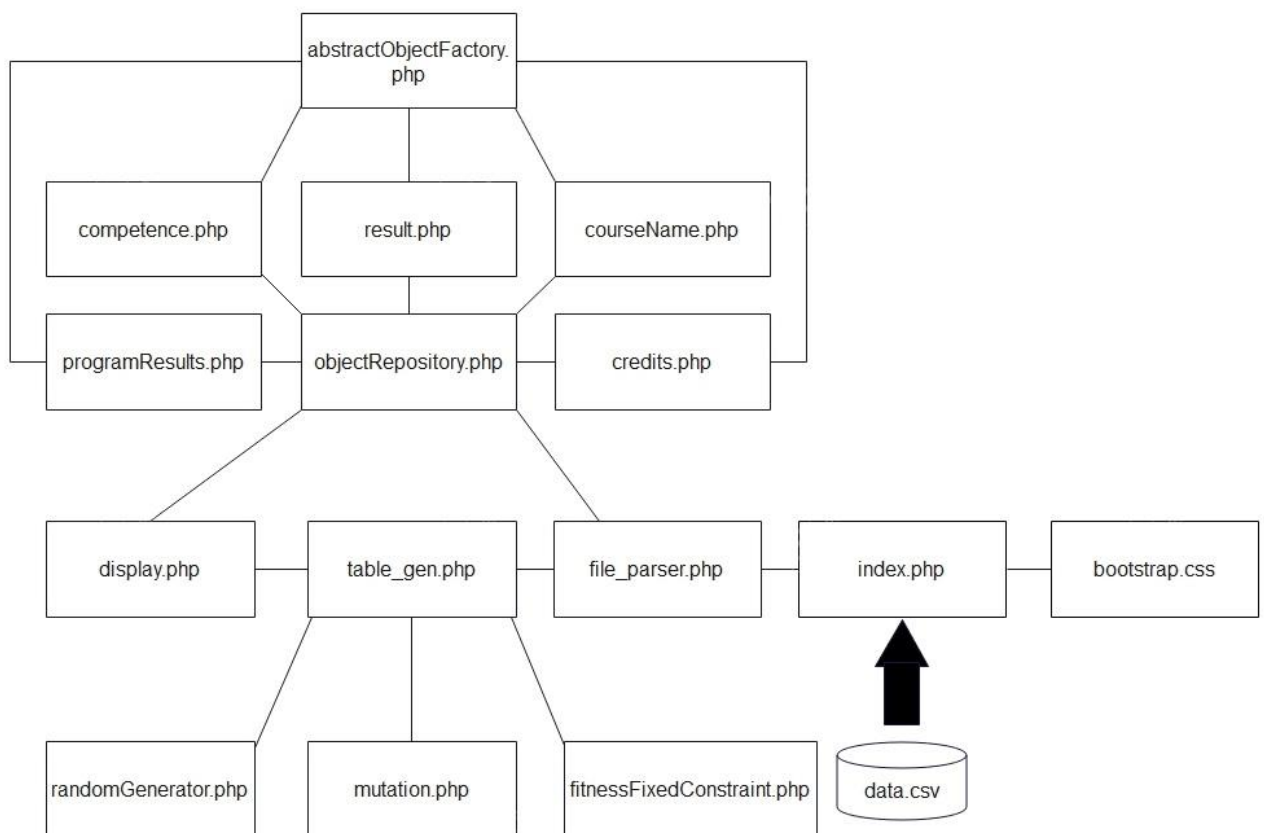 abstractObjectFactory.
php
competence.php
result.php
courseName.php
programResults.php
objectRepository.php
credits.php
display.php
table_gen.php
file_parser.php
index.php
bootstrap.css
randomGenerator.php
mutation.php
fitnessFixedConstraint.php
data.csv